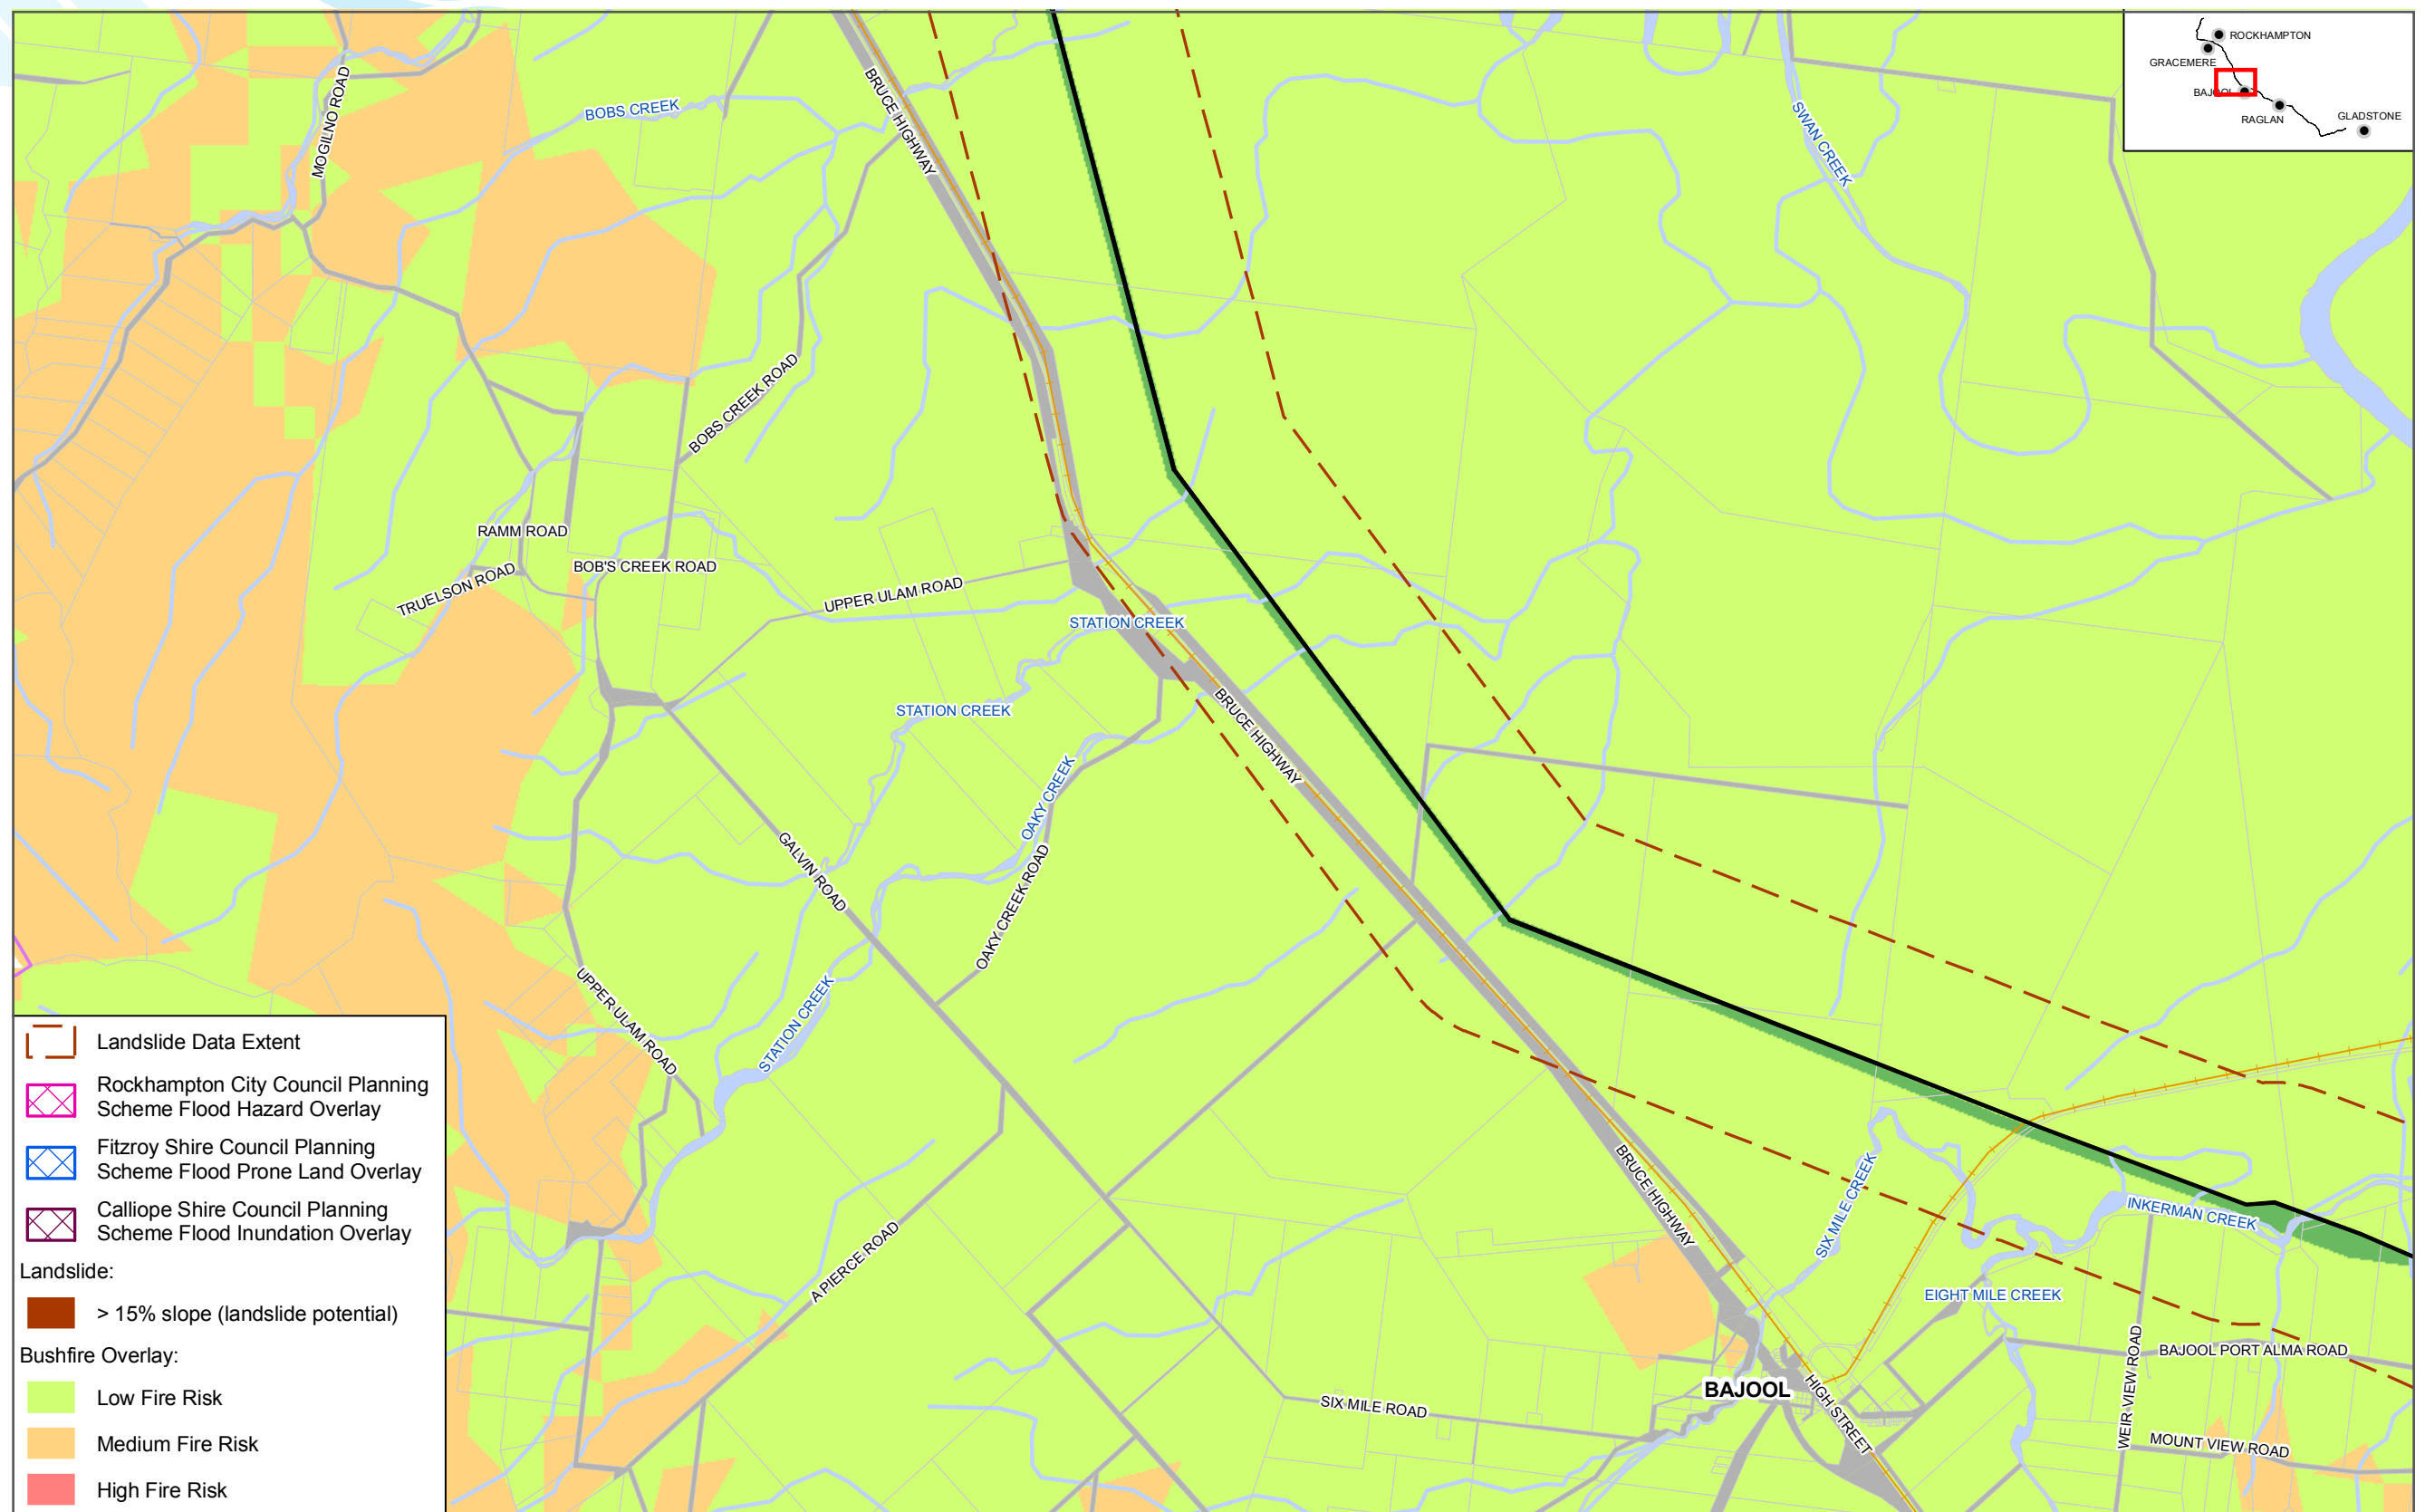 ROCKHAMPTON
GRACEMERE
RAGLAN
GLADSTONE
MOGILNO ROAD
BOBS CREEK
BRUCE HIGHWAY
SWAN CREEK
BOBS CREEK ROAD
RAMM ROAD
TRUELSON ROAD
BOB'S CREEK ROAD
UPPER ULAM ROAD
STATION CREEK
STATION CREEK
BRUCE HIGHWAY
OAKY CREEK
GALVIN ROAD
OAKY CREEK ROAD
UPPER ULAM ROAD
STATION CREEK
BRUCE HIGHWAY
SIX MILE CREEK
INKERMAN CREEK
A PIERCE ROAD
EIGHT MILE CREEK
WEIR VIEW ROAD
BAJOOL PORT ALMA ROAD
BAJOOL
SIX MILE ROAD
HIGH STREET
MOUNT VIEW ROAD
Landslide Data Extent
Rockhampton City Council Planning
Scheme Flood Hazard Overlay
Fitzroy Shire Council Planning
Scheme Flood Prone Land Overlay
Calliope Shire Council Planning
Scheme Flood Inundation Overlay
Landslide:
> 15% slope (landslide potential)
Bushfire Overlay:
Low Fire Risk
Medium Fire Risk
High Fire Risk